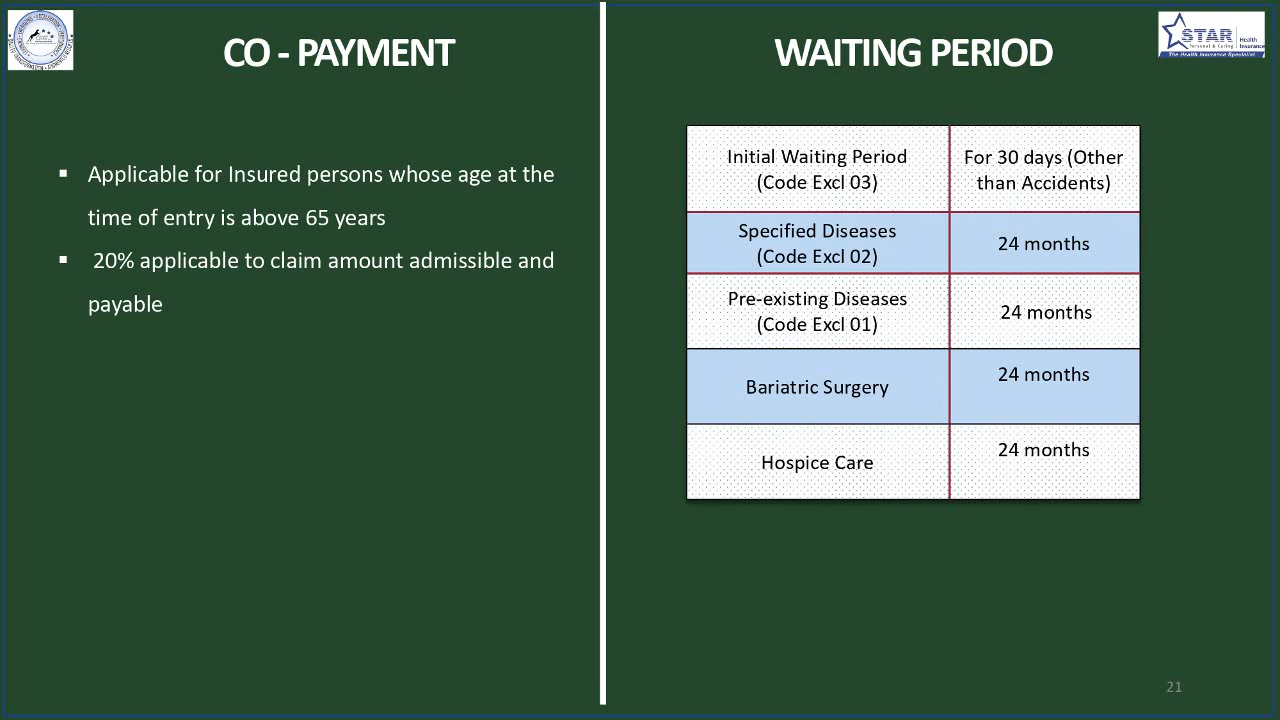 CO - PAYMENT
▪ Applicable for Insured persons whose age at the
time of entry is above 65 years
▪ 20% applicable to claim amount admissible and
payable
WAITING PERIOD
STAR Health
Personal & Caring Insurance
The Health Insurance Specialist
Initial Waiting Period
(Code Excl 03)
For 30 days (Other
than Accidents)
Specified Diseases
(Code Excl 02)
24 months
Pre-existing Diseases
(Code Excl 01)
24 months
Bariatric Surgery
24 months
Hospice Care
24 months
21